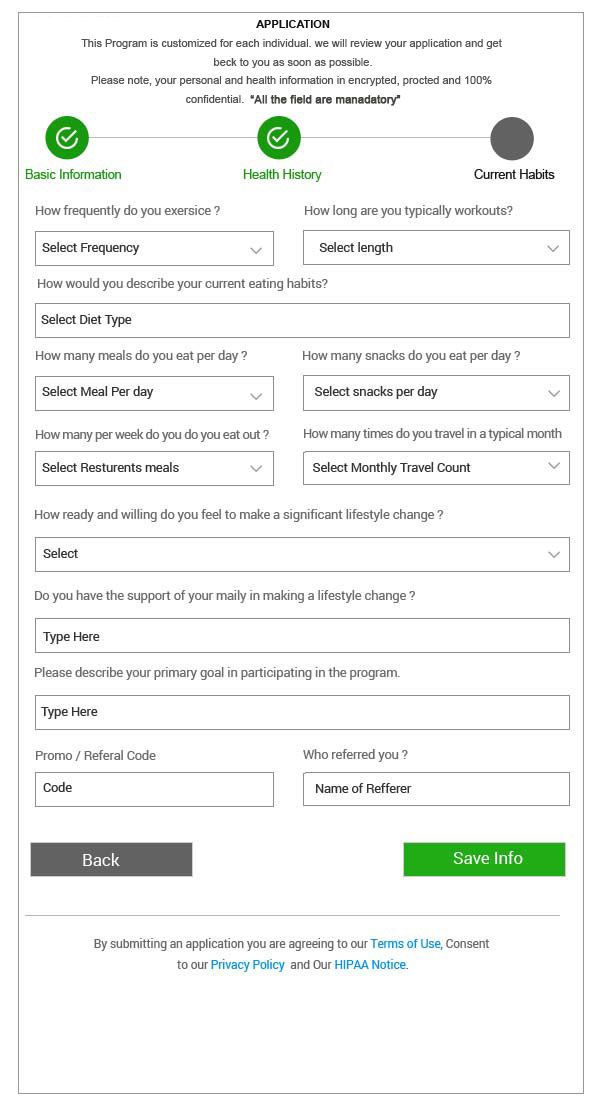 APPLICATION
This Program is customized for each individual. we will review your application and get
beck to you as soon as possible.
Please note, your personal and health information in encrypted, procted and 100%
confidential. “All the field are manadatory”
Basic Information Health History Current Habits
How frequently do you exersice ? How long are you typically workouts?
Select Frequency Select length
How would you describe your current eating habits?
Select Diet Type
How many meals do you eat per day ? How many snacks do you eat per day ?
Select Meal Per day Select snacks per day
How many per week do you do you eat out ? How many times do you travel in a typical month
Select Resturents meals Select Monthly Travel Count
How ready and willing do you feel to make a significant lifestyle change ?
Select
Do you have the support of your maily in making a lifestyle change ?
Type Here
Please describe your primary goal in participating in the program.
Type Here
Promo / Referal Code Who referred you ?
Code Name of Refferer
Back Save Info
By submitting an application you are agreeing to our Terms of Use, Consent
to our Privacy Policy and Our HIPAA Notice.